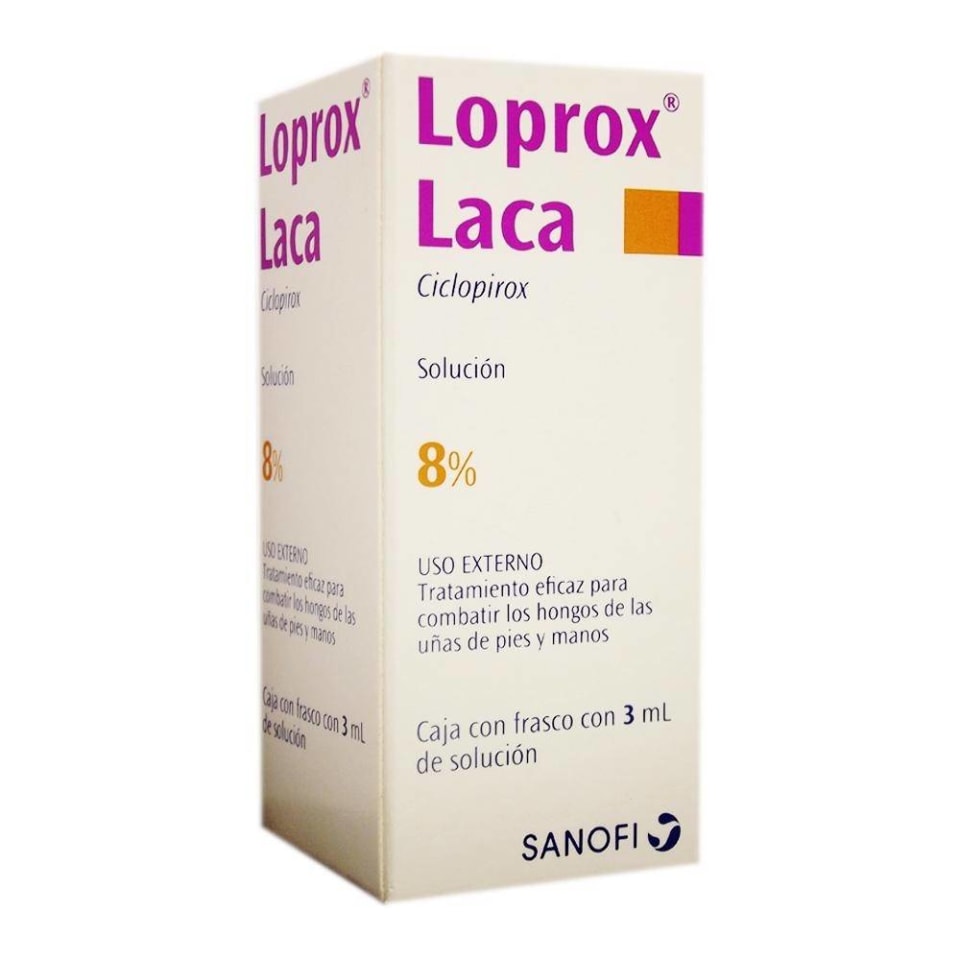 Loprox®
Laca
Ciclopirox
Solución
8%
USO EXTERNO
Tratamiento eficaz para
combatir los hongos de las
uñas de pies y manos
Caja con frasco con 3 mL
de solución
Loprox®
Laca
Ciclopirox
Solución
8%
USO EXTERNO
Tratamiento eficaz para
combatir los hongos de las
uñas de pies y manos
Caja con frasco con 3 mL
de solución
SANOFI